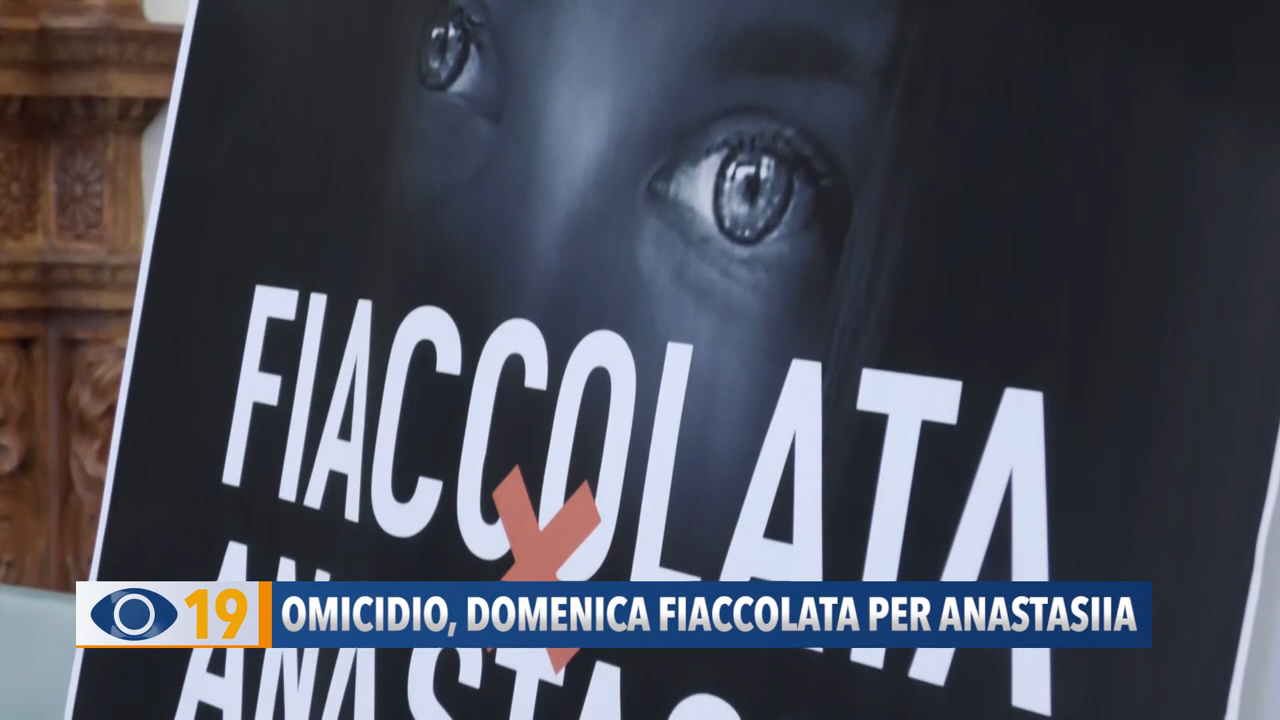 FIACCOLATA
X
19 OMICIDIO, DOMENICA FIACCOLATA PER ANASTASIIA